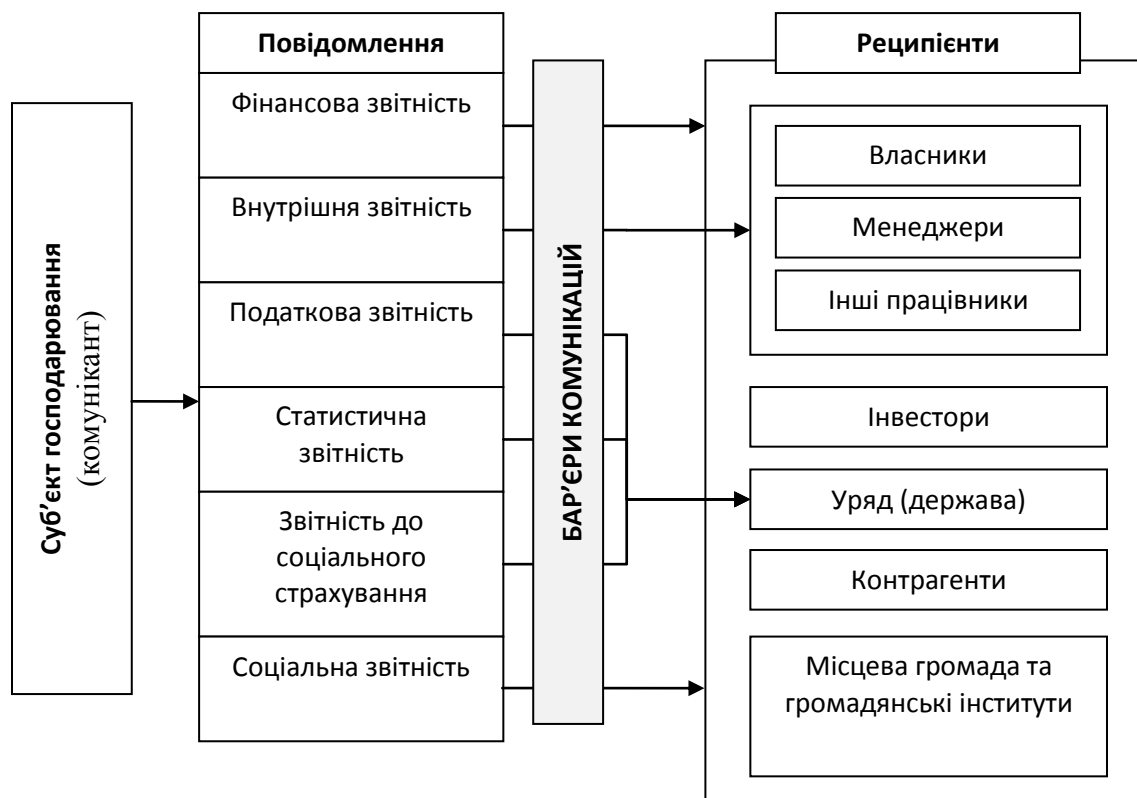 Суб’єкт господарювання
(комунікант)
Повідомлення
Фінансова звітність
Внутрішня звітність
Податкова звітність
Статистична
звітність
Звітність до
соціального
страхування
Соціальна звітність
БАР’ЄРИ КОМУНІКАЦІЙ
Реципієнти
Власники
Менеджери
Інші працівники
Інвестори
Уряд (держава)
Контрагенти
Місцева громада та
громадянські інститути